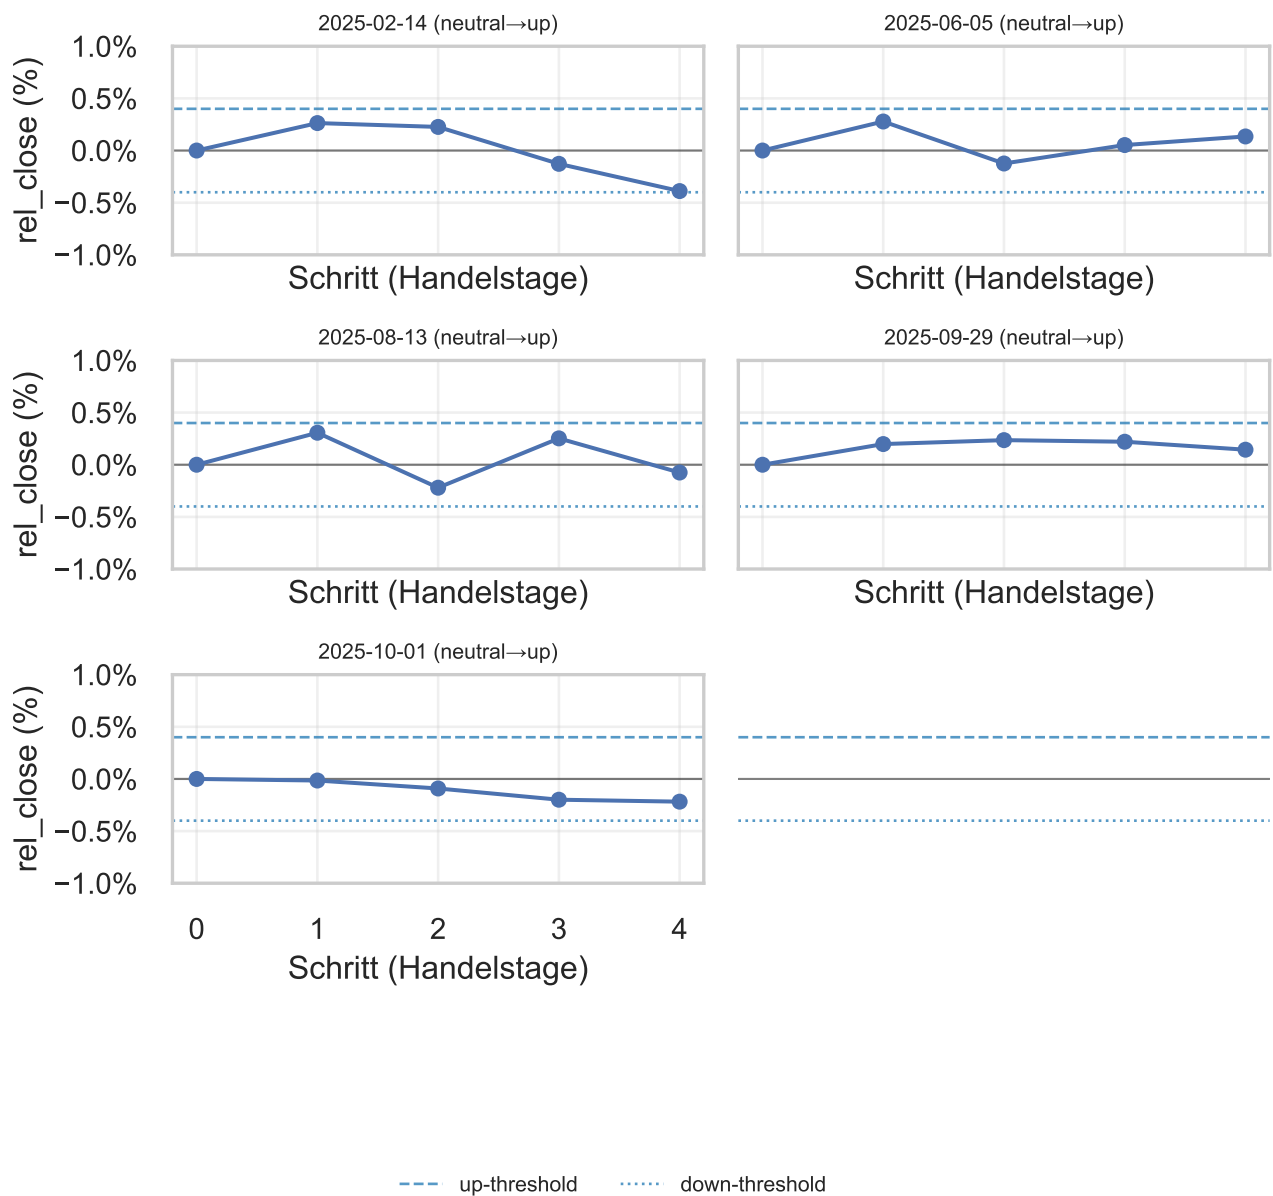 2025-02-14 (neutral→up)
2025-06-05 (neutral→up)
1.0%
0.5%
0.0%
−0.5%
−1.0%
rel_close (%)
Schritt (Handelstage)
Schritt (Handelstage)
2025-08-13 (neutral→up)
2025-09-29 (neutral→up)
1.0%
0.5%
0.0%
−0.5%
−1.0%
rel_close (%)
Schritt (Handelstage)
Schritt (Handelstage)
2025-10-01 (neutral→up)
1.0%
0.5%
0.0%
−0.5%
−1.0%
rel_close (%)
0 1 2 3 4
Schritt (Handelstage)
up-threshold
down-threshold